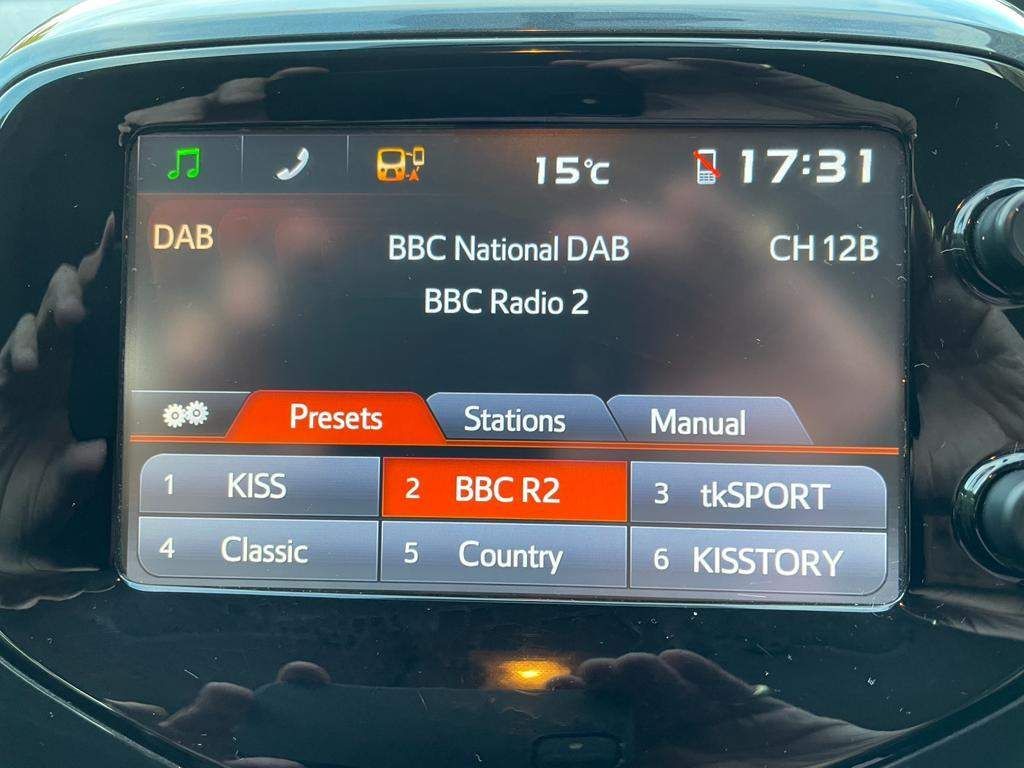 15°C 17:31
DAB BBC National DAB CH 12B
BBC Radio 2
Presets Stations Manual
1 KISS 2 BBC R2 3 tkSPORT
4 Classic 5 Country 6 KISSTORY